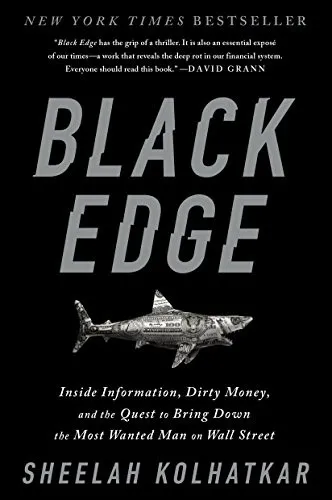 NEW YORK TIMES BESTSELLER
"Black Edge has the grip of a thriller. It is also an essential exposé
of our times—a work that reveals the deep rot in our financial system.
Everyone should read this book." —DAVID GRANN
BLACK
EDGE
100
Inside Information, Dirty Money,
and the Quest to Bring Down
the Most Wanted Man on Wall Street
SHEELAH KOLHATKAR